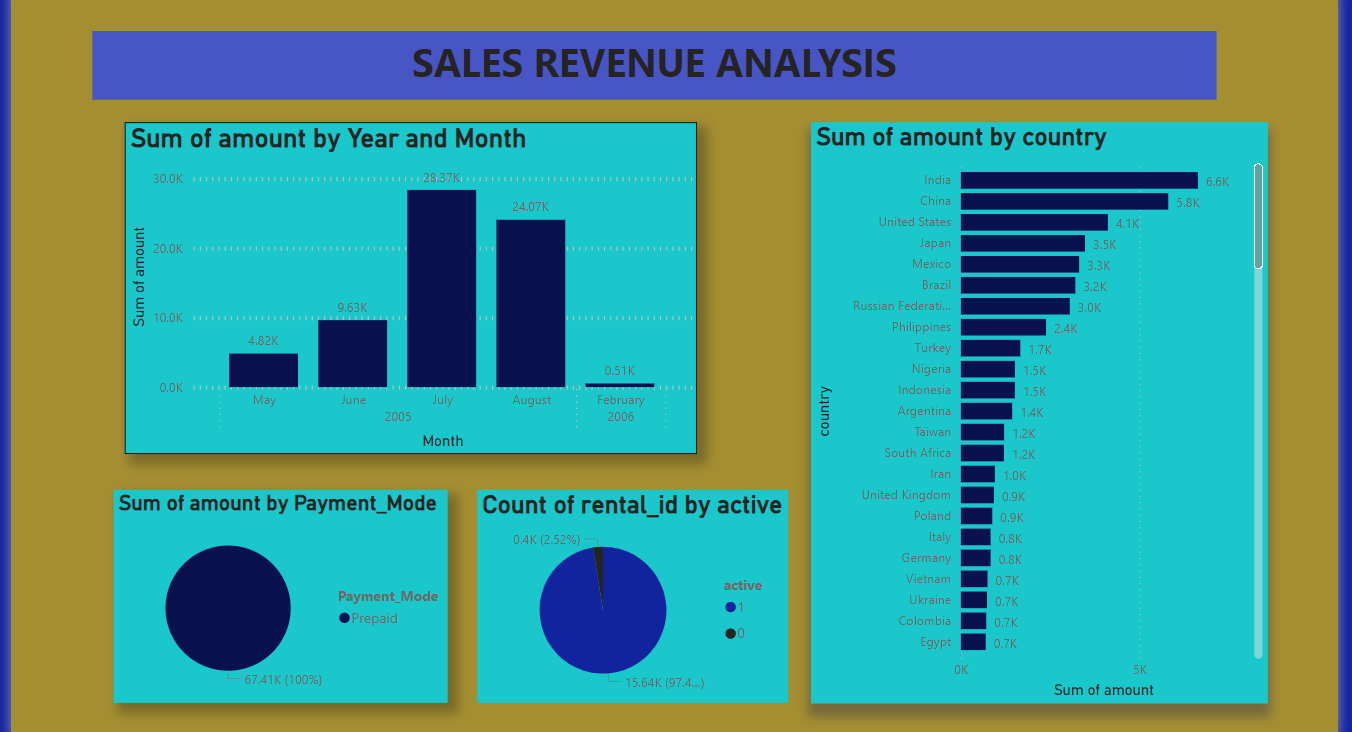 SALES REVENUE ANALYSIS
Sum of amount by Year and Month
Sum of amount
30.0K
20.0K
10.0K
0.0K
4.82K
9.63K
28.37K
24.07K
0.51K
May June July August February
2005 2006
Month
Sum of amount by country
country
India 6.6K
China 5.8K
United States 4.1K
Japan 3.5K
Mexico 3.3K
Brazil 3.2K
Russian Federati... 3.0K
Philippines 2.4K
Turkey 1.7K
Nigeria 1.5K
Indonesia 1.5K
Argentina 1.4K
Taiwan 1.2K
South Africa 1.2K
Iran 1.0K
United Kingdom 0.9K
Poland 0.9K
Italy 0.8K
Germany 0.8K
Vietnam 0.7K
Ukraine 0.7K
Colombia 0.7K
Egypt 0.7K
0K 5K
Sum of amount
Sum of amount by Payment_Mode
Payment_Mode
Prepaid
67.41K (100%)
Count of rental_id by active
0.4K (2.52%)
active
1
0
15.64K (97.4...)